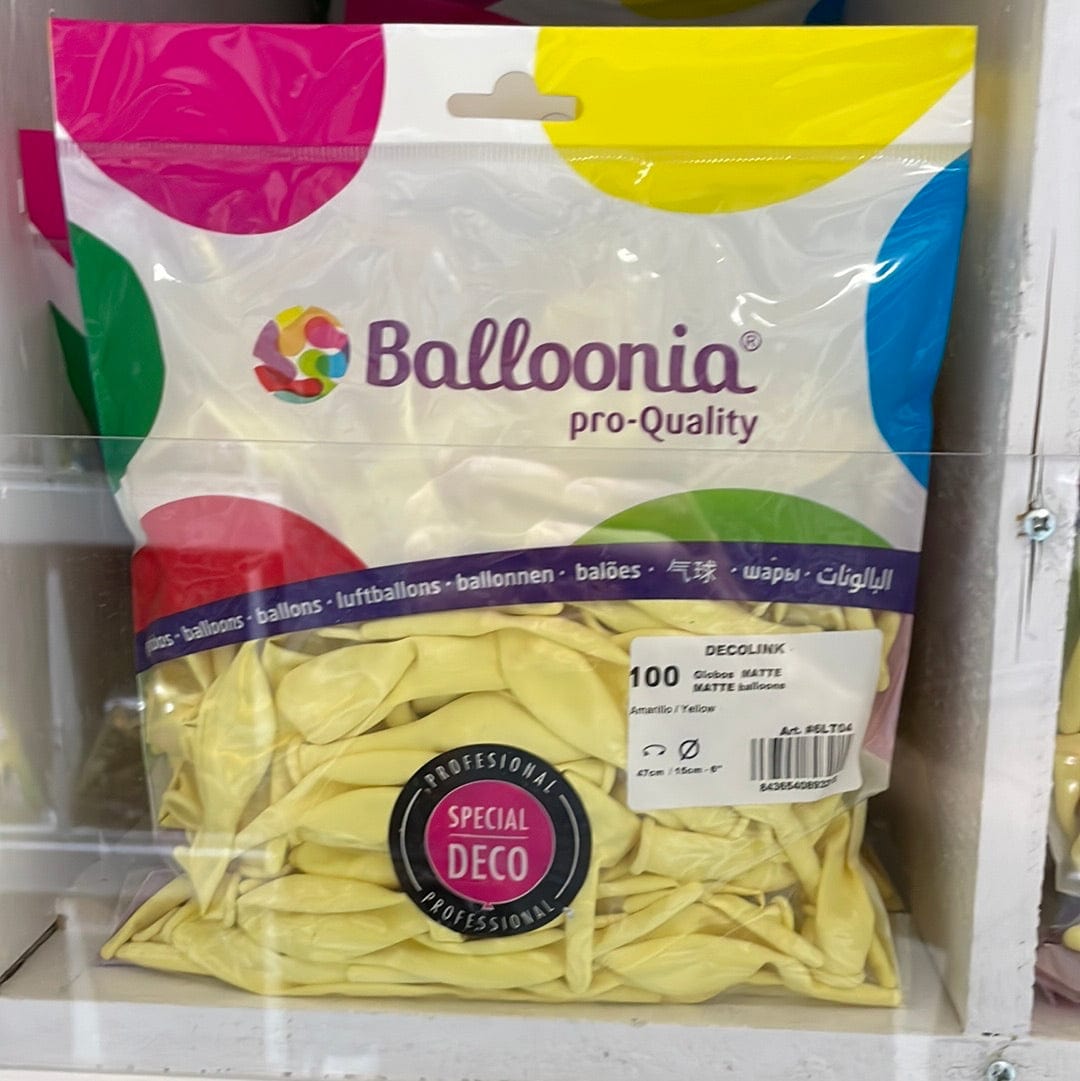 Balloonia®
pro-Quality
balloons · ballons · luftballons · ballonnen · balões · 气球 · шары · البالونات
DECOLINK
100 Globos MATTE
MATTE balloons
Amarillo / Yellow
Art. #6LT04
47cm / 15cm - 6"
PROFESIONAL
SPECIAL
DECO
PROFESSIONAL